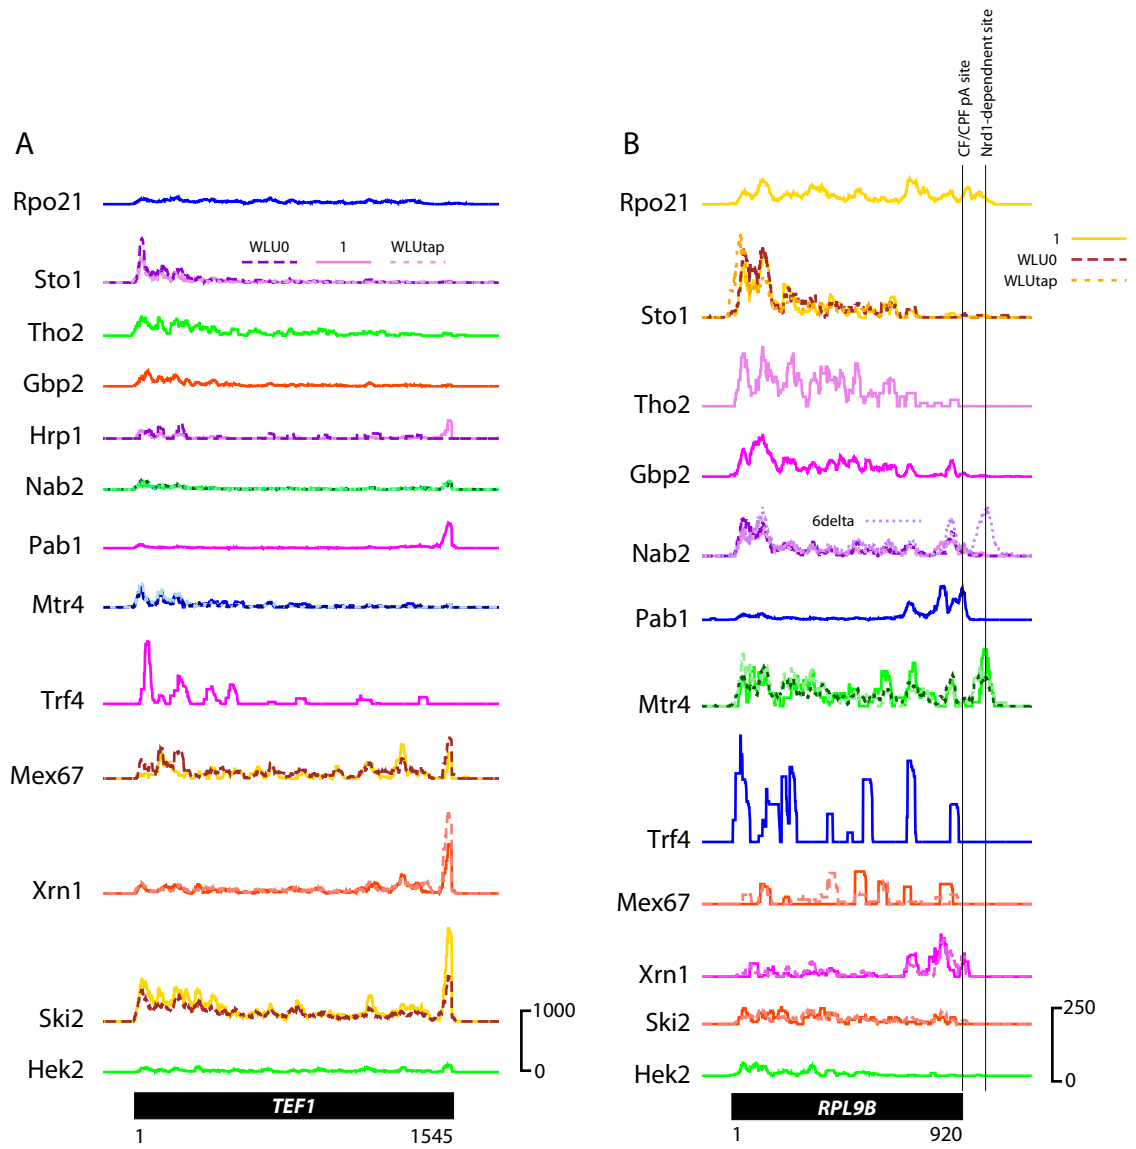 A
Rpo21
WLU0 1 WLUtap
Sto1
Tho2
Gbp2
Hrp1
Nab2
Pab1
Mtr4
Trf4
Mex67
Xrn1
Ski2
Hek2
1000
0
TEF1
1 1545
B
CF/CPF pA site
Nrd1-dependnent site
Rpo21
1
WLU0
WLUtap
Sto1
Tho2
Gbp2
6delta
Nab2
Pab1
Mtr4
Trf4
Mex67
Xrn1
Ski2
Hek2
250
0
RPL9B
1 920